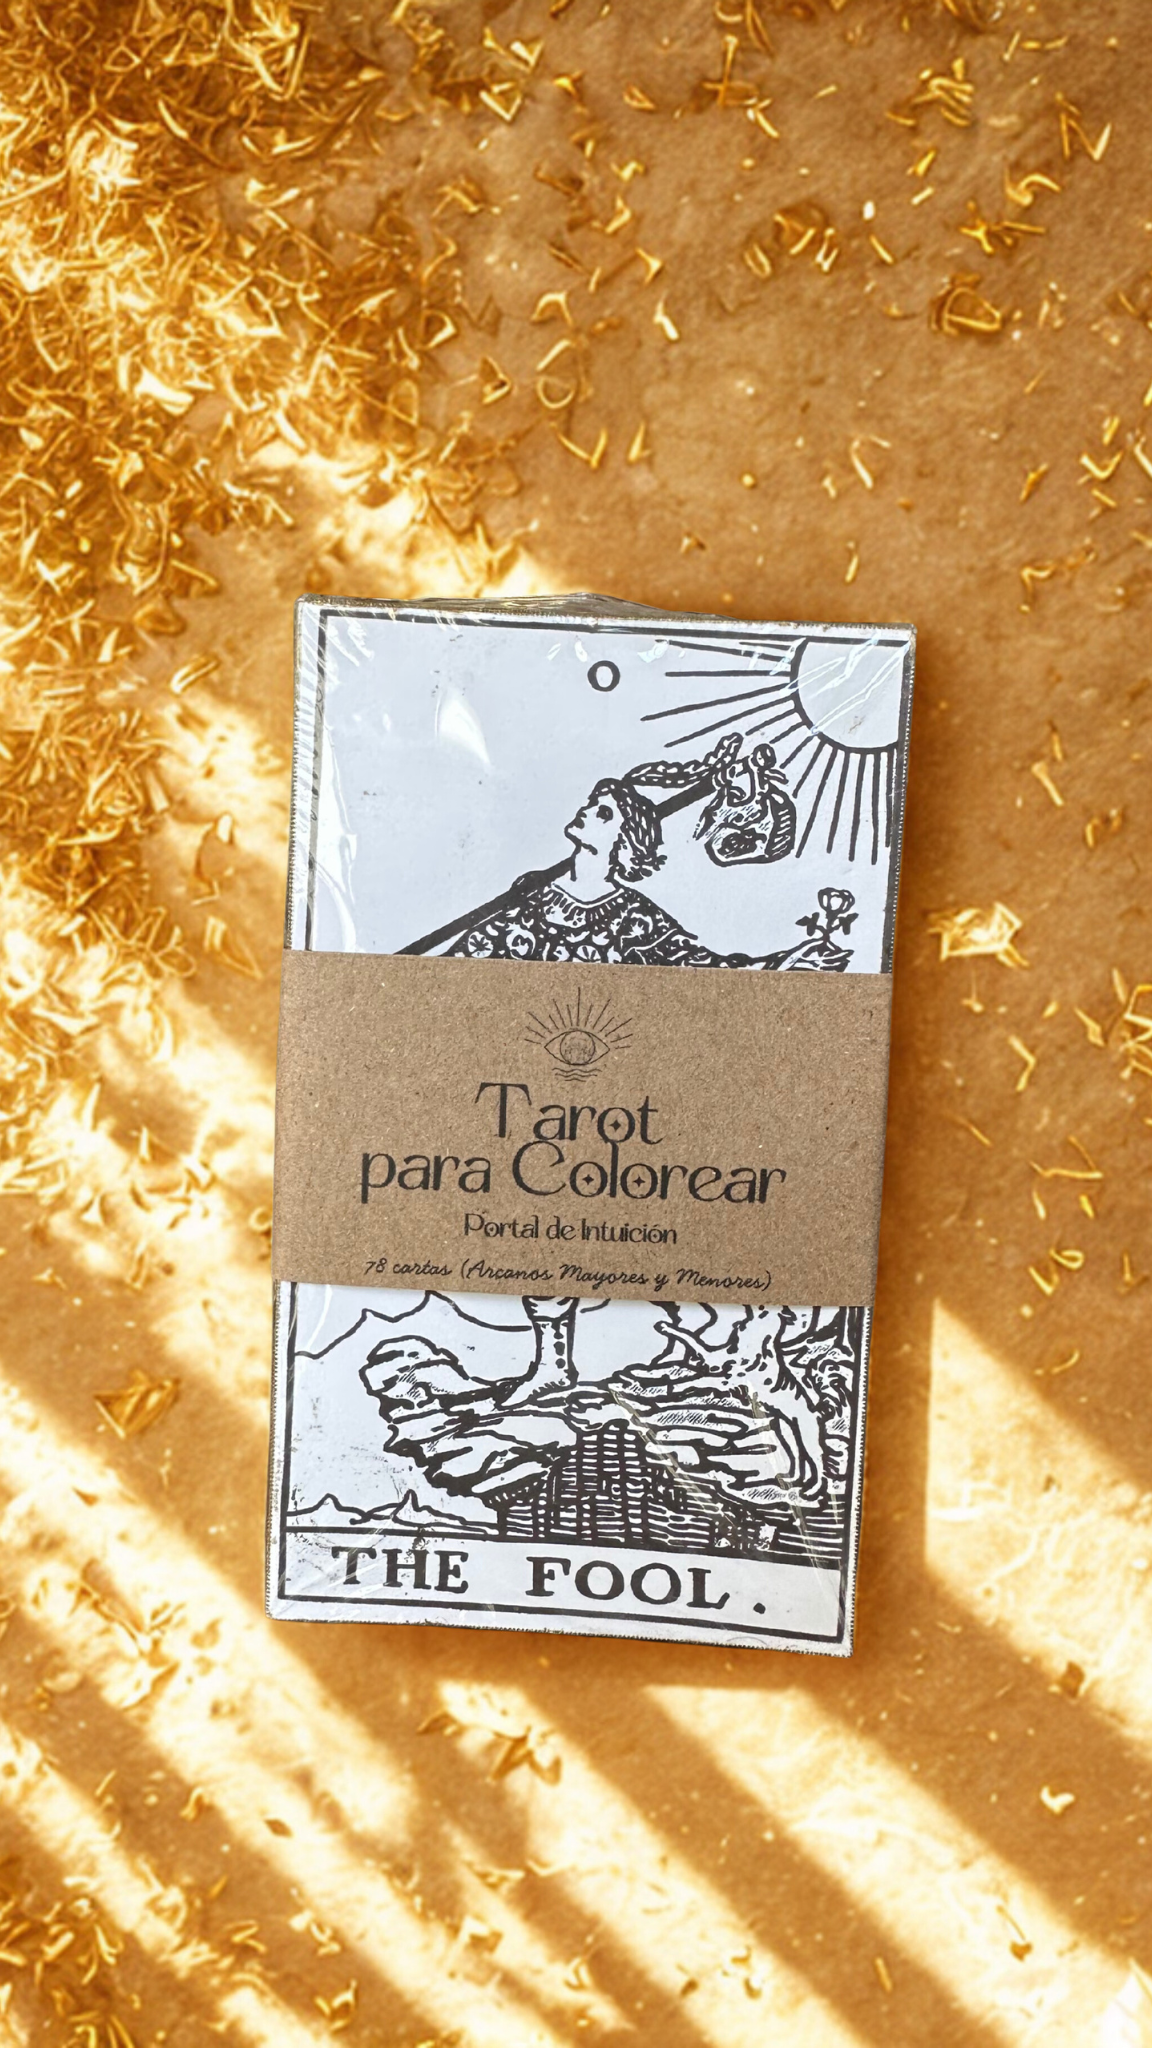 0
Tarot
para Colorear
Portal de Intuición
78 cartas (Arcanos Mayores y Menores)
THE FOOL.